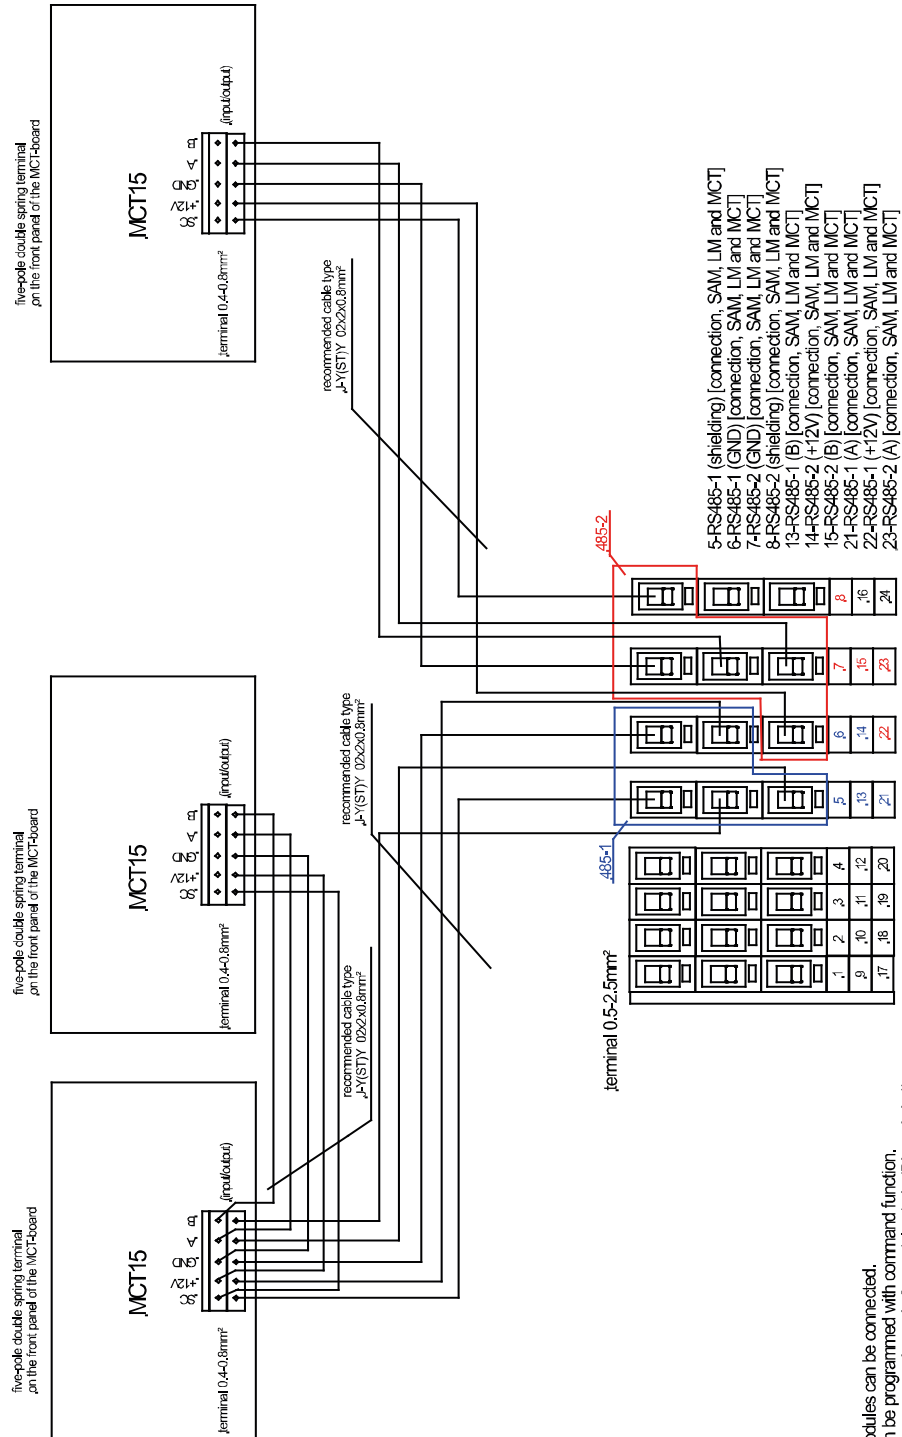 five-pole double spring terminal
on the front panel of the MCT-board
MCT15
B
A
GND
+12V
SC
(input/output)
terminal 0.4-0.8mm²
five-pole double spring terminal
on the front panel of the MCT-board
MCT15
B
A
GND
+12V
SC
(input/output)
terminal 0.4-0.8mm²
five-pole double spring terminal
on the front panel of the MCT-board
MCT15
B
A
GND
+12V
SC
(input/output)
terminal 0.4-0.8mm²
recommended cable type
J-Y(ST)Y 02x2x0.8mm²
recommended cable type
J-Y(ST)Y 02x2x0.8mm²
recommended cable type
J-Y(ST)Y 02x2x0.8mm²
485-1
485-2
terminal 0.5-2.5mm²
1 2 3 4 5 6 7 8
9 10 11 12 13 14 15 16
17 18 19 20 21 22 23 24
5-RS485-1 (shielding) [connection, SAM, LM and MCT]
6-RS485-1 (GND) [connection, SAM, LM and MCT]
7-RS485-2 (GND) [connection, SAM, LM and MCT]
8-RS485-2 (shielding) [connection, SAM, LM and MCT]
13-RS485-1 (B) [connection, SAM, LM and MCT]
14-RS485-2 (+12V) [connection, SAM, LM and MCT]
15-RS485-2 (B) [connection, SAM, LM and MCT]
21-RS485-1 (A) [connection, SAM, LM and MCT]
22-RS485-1 (+12V) [connection, SAM, LM and MCT]
23-RS485-2 (A) [connection, SAM, LM and MCT]
can be connected.
be programmed with command function.